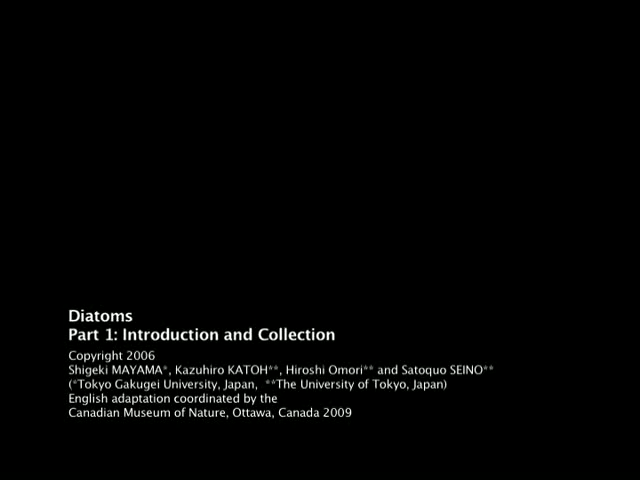 Diatoms
Part 1: Introduction and Collection
Copyright 2006
Shigeki MAYAMA*, Kazuhiro KATOH**, Hiroshi Omori** and Satoquo SEINO**
(*Tokyo Gakugei University, Japan, **The University of Tokyo, Japan)
English adaptation coordinated by the
Canadian Museum of Nature, Ottawa, Canada 2009